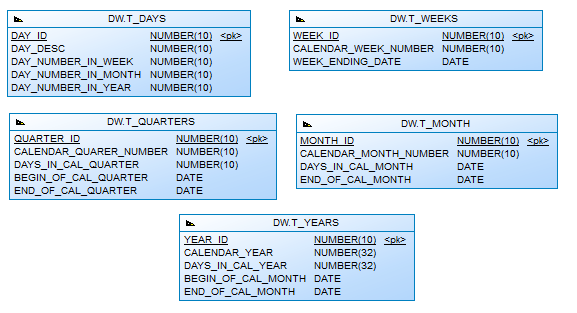 DW.T_DAYS
DAY_ID NUMBER(10) <pk>
DAY_DESC NUMBER(10)
DAY_NUMBER_IN_WEEK NUMBER(10)
DAY_NUMBER_IN_MONTH NUMBER(10)
DAY_NUMBER_IN_YEAR NUMBER(10)
DW.T_WEEKS
WEEK_ID NUMBER(10) <pk>
CALENDAR_WEEK_NUMBER NUMBER(10)
WEEK_ENDING_DATE DATE
DW.T_QUARTERS
QUARTER_ID NUMBER(10) <pk>
CALENDAR_QUARER_NUMBER NUMBER(10)
DAYS_IN_CAL_QUARTER NUMBER(10)
BEGIN_OF_CAL_QUARTER DATE
END_OF_CAL_QUARTER DATE
DW.T_MONTH
MONTH_ID NUMBER(10) <pk>
CALENDAR_MONTH_NUMBER NUMBER(10)
DAYS_IN_CAL_MONTH DATE
END_OF_CAL_MONTH DATE
DW.T_YEARS
YEAR_ID NUMBER(10) <pk>
CALENDAR_YEAR NUMBER(32)
DAYS_IN_CAL_YEAR NUMBER(32)
BEGIN_OF_CAL_MONTH DATE
END_OF_CAL_MONTH DATE